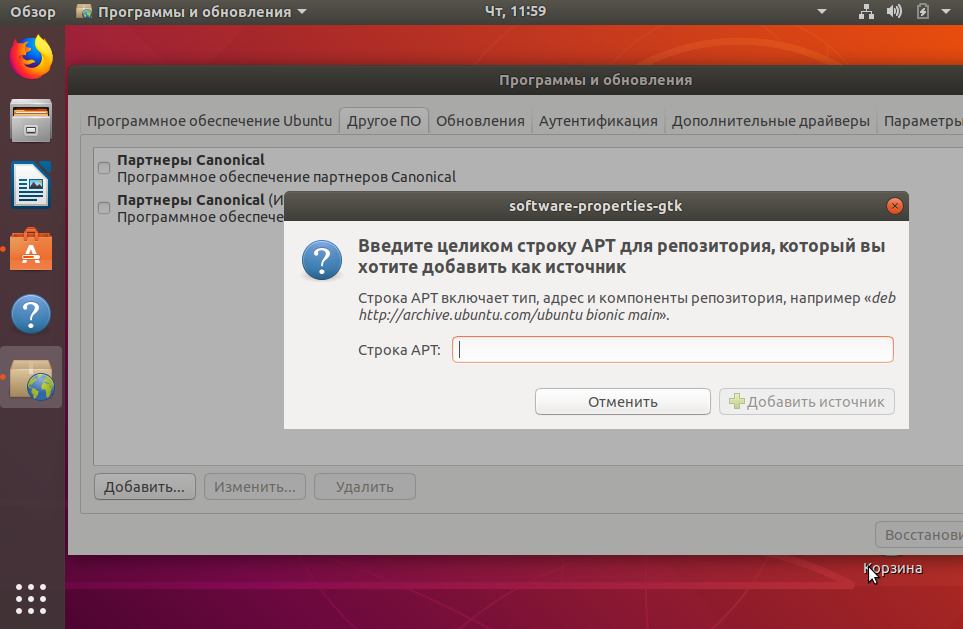 Обзор
Программы и обновления
Чт, 11:59
Программы и обновления
Программное обеспечение Ubuntu
Другое ПО
Обновления
Аутентификация
Дополнительные драйверы
Параметры
Партнеры Canonical
Программное обеспечение партнеров Canonical
Партнеры Canonical (И
Программное обеспече
software-properties-gtk
Введите целиком строку APT для репозитория, который вы
хотите добавить как источник
Строка APT включает тип, адрес и компоненты репозитория, например «deb
http://archive.ubuntu.com/ubuntu bionic main».
Строка APT:
Отменить
Добавить источник
Добавить...
Изменить...
Удалить
Восстанови
Корзина